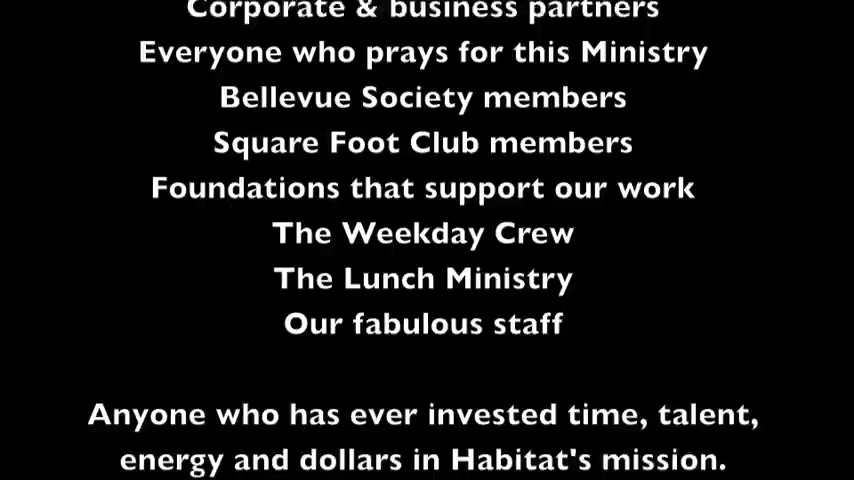 Corporate & business partners
Everyone who prays for this Ministry
Bellevue Society members
Square Foot Club members
Foundations that support our work
The Weekday Crew
The Lunch Ministry
Our fabulous staff
Anyone who has ever invested time, talent,
energy and dollars in Habitat's mission.